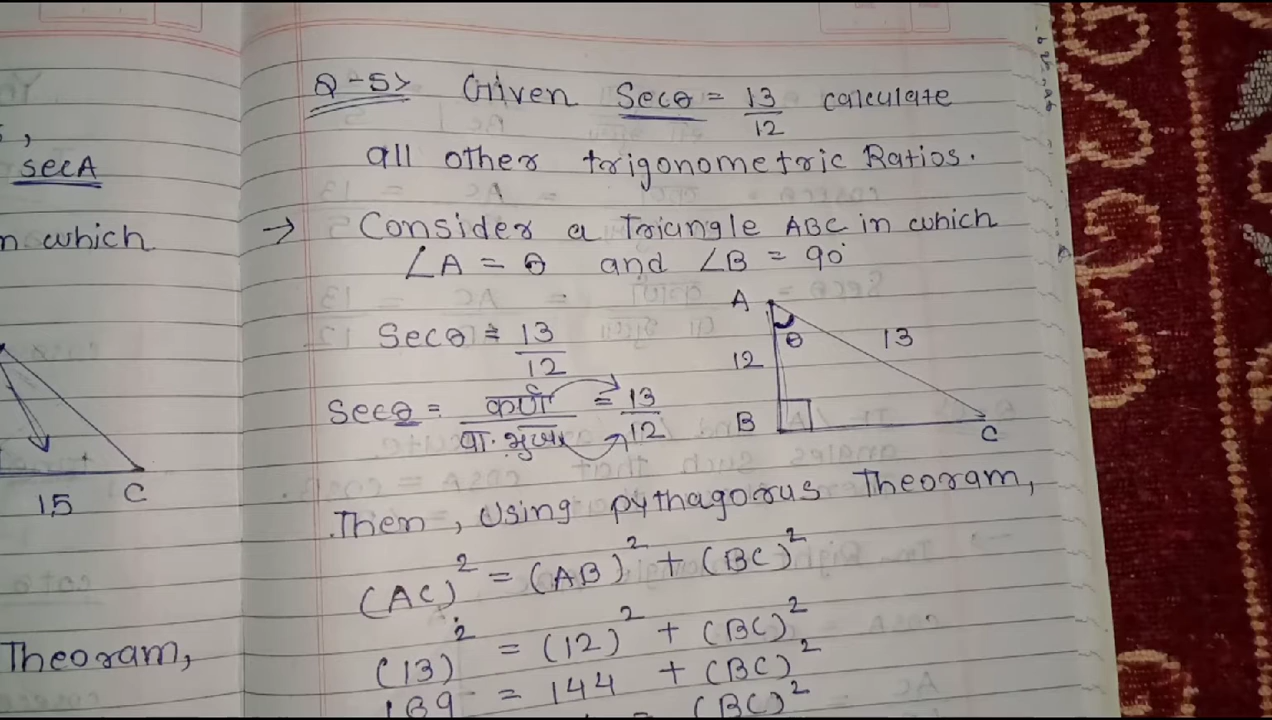 secA
n which
15 C
Theoram,
Q-5> Given Secθ = 13/12 calculate
all other trigonometric Ratios.
→ Consider a Triangle ABC in which
∠A = θ and ∠B = 90°
Secθ = 13/12
Secθ = कर्ण/पा. भुजा = 13/12
A
θ
12
13
B
C
Then, Using pythagorus Theoram,
(AC)² = (AB)² + (BC)²
(13)² = (12)² + (BC)²
169 = 144 + (BC)²
= (BC)²